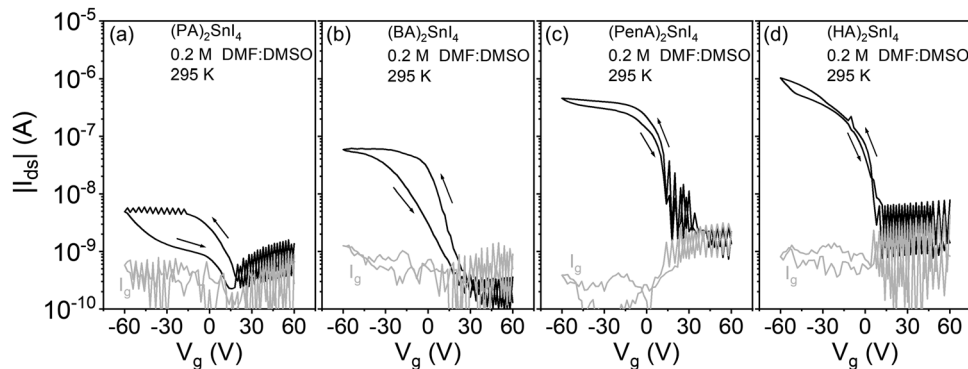 (a) (PA)₂SnI₄
0.2 M DMF:DMSO
295 K
(b) (BA)₂SnI₄
0.2 M DMF:DMSO
295 K
(c) (PenA)₂SnI₄
0.2 M DMF:DMSO
295 K
(d) (HA)₂SnI₄
0.2 M DMF:DMSO
295 K
|I_ds| (A)
10⁻⁵
10⁻⁶
10⁻⁷
10⁻⁸
10⁻⁹
10⁻¹⁰
I_g
I_g
I_g
I_g
-60 -30 0 30 60
-60 -30 0 30 60
-60 -30 0 30 60
-60 -30 0 30 60
V_g (V)
V_g (V)
V_g (V)
V_g (V)